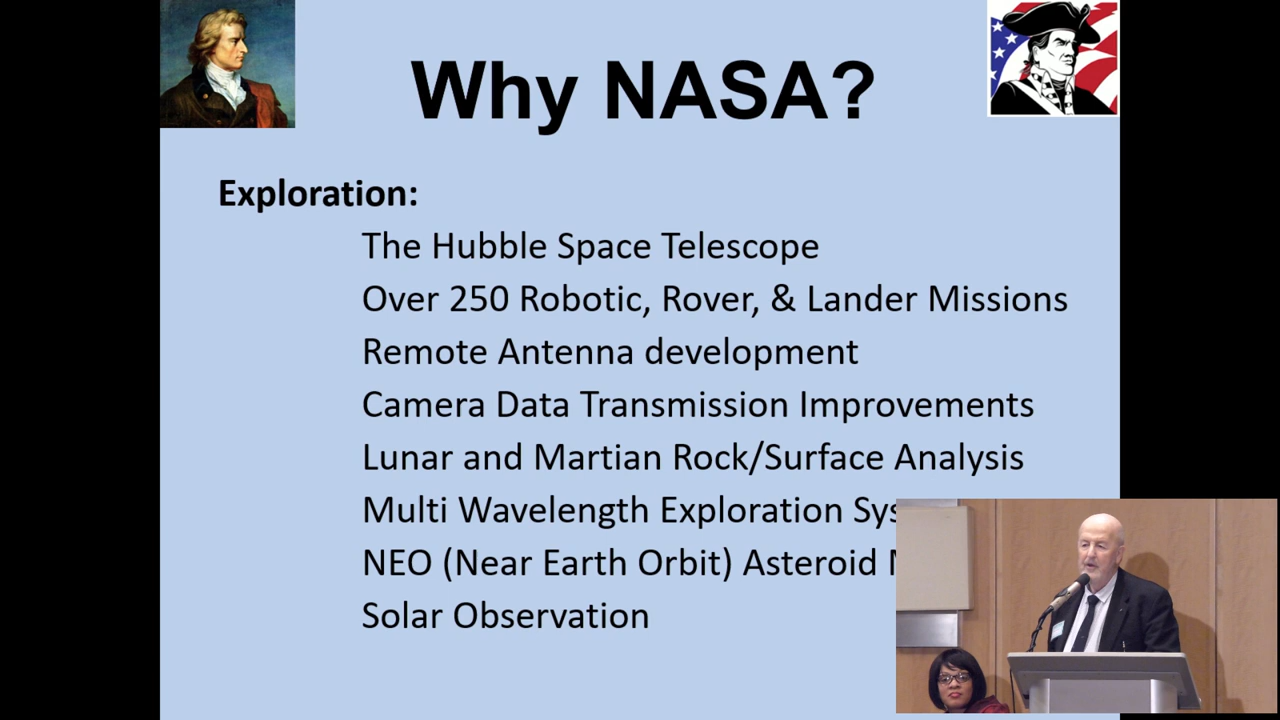 Why NASA?
Exploration:
The Hubble Space Telescope
Over 250 Robotic, Rover, & Lander Missions
Remote Antenna development
Camera Data Transmission Improvements
Lunar and Martian Rock/Surface Analysis
Multi Wavelength Exploration
NEO (Near Earth Orbit) Asteroid
Solar Observation